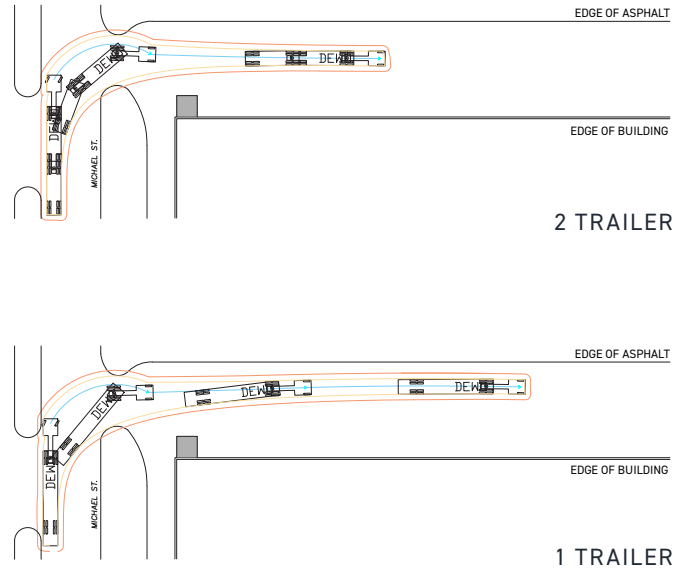 EDGE OF ASPHALT
DEW
DEW
DEW
EDGE OF BUILDING
MICHAEL ST.
2 TRAILER
EDGE OF ASPHALT
DEW
DEW
DEW
DEW
EDGE OF BUILDING
MICHAEL ST.
1 TRAILER